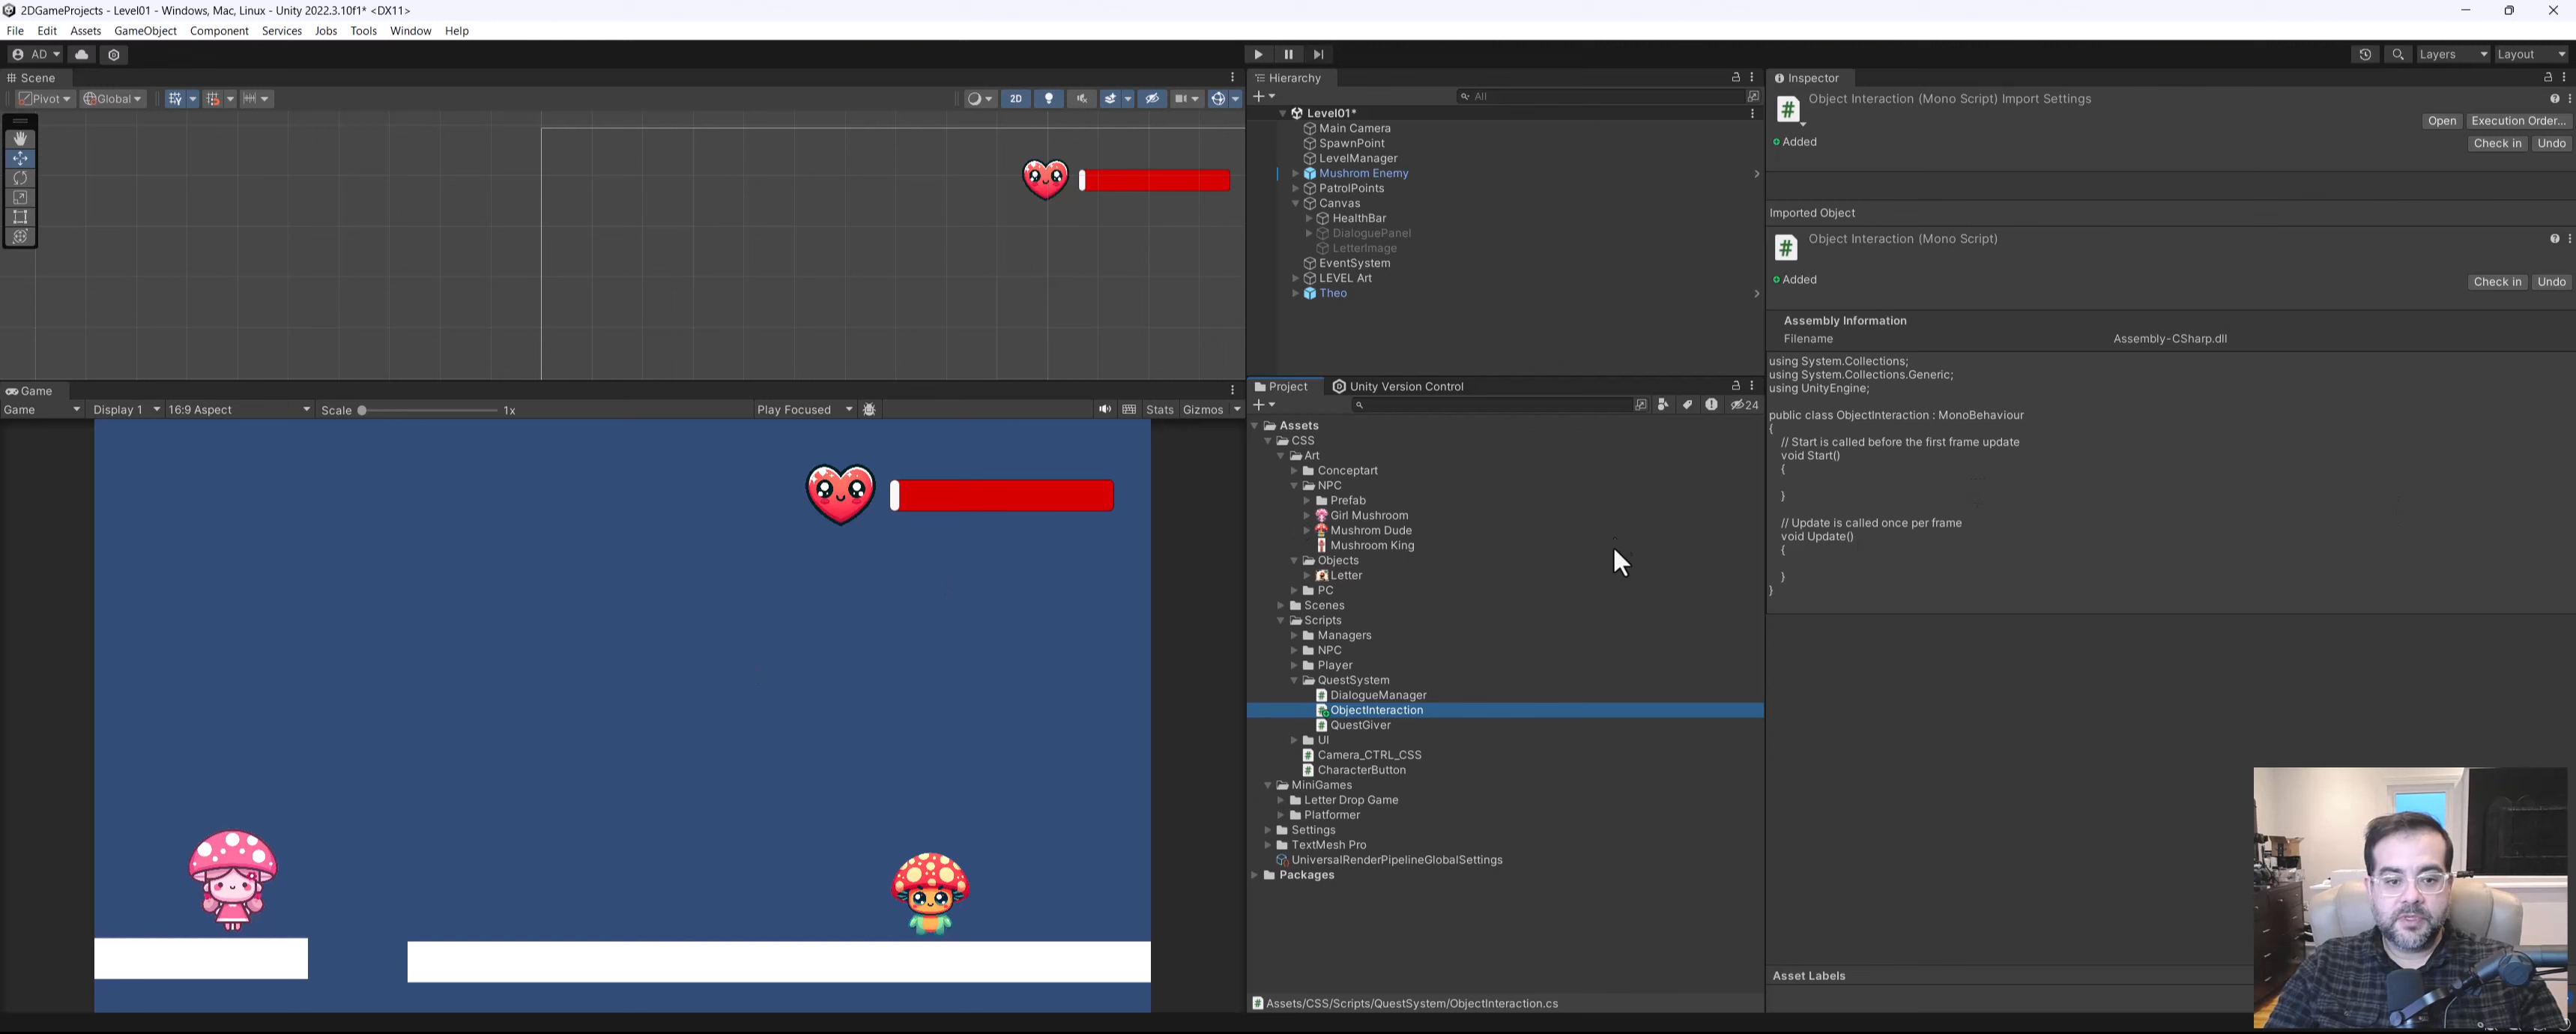 2DGameProjects - Level01 - Windows, Mac, Linux - Unity 2022.3.10f1* <DX11>
File Edit Assets GameObject Component Services Jobs Tools Window Help
AD
Layers Layout
Scene
Pivot Global
2D
Game
Game Display 1 16:9 Aspect Scale 1x Play Focused Stats Gizmos
Hierarchy
All
Level01*
Main Camera
SpawnPoint
LevelManager
Mushrom Enemy
PatrolPoints
Canvas
HealthBar
DialoguePanel
LetterImage
EventSystem
LEVEL Art
Theo
Project Unity Version Control
24
Assets
CSS
Art
Conceptart
NPC
Prefab
Girl Mushroom
Mushrom Dude
Mushroom King
Objects
Letter
PC
Scenes
Scripts
Managers
NPC
Player
QuestSystem
DialogueManager
ObjectInteraction
QuestGiver
UI
Camera_CTRL_CSS
CharacterButton
MiniGames
Letter Drop Game
Platformer
Settings
TextMesh Pro
UniversalRenderPipelineGlobalSettings
Packages
Assets/CSS/Scripts/QuestSystem/ObjectInteraction.cs
Inspector
Object Interaction (Mono Script) Import Settings
Open Execution Order...
Added
Check in Undo
Imported Object
Object Interaction (Mono Script)
Added
Check in Undo
Assembly Information
Filename Assembly-CSharp.dll
using System.Collections;
using System.Collections.Generic;
using UnityEngine;
public class ObjectInteraction : MonoBehaviour
{
// Start is called before the first frame update
void Start()
{
}
// Update is called once per frame
void Update()
{
}
}
Asset Labels